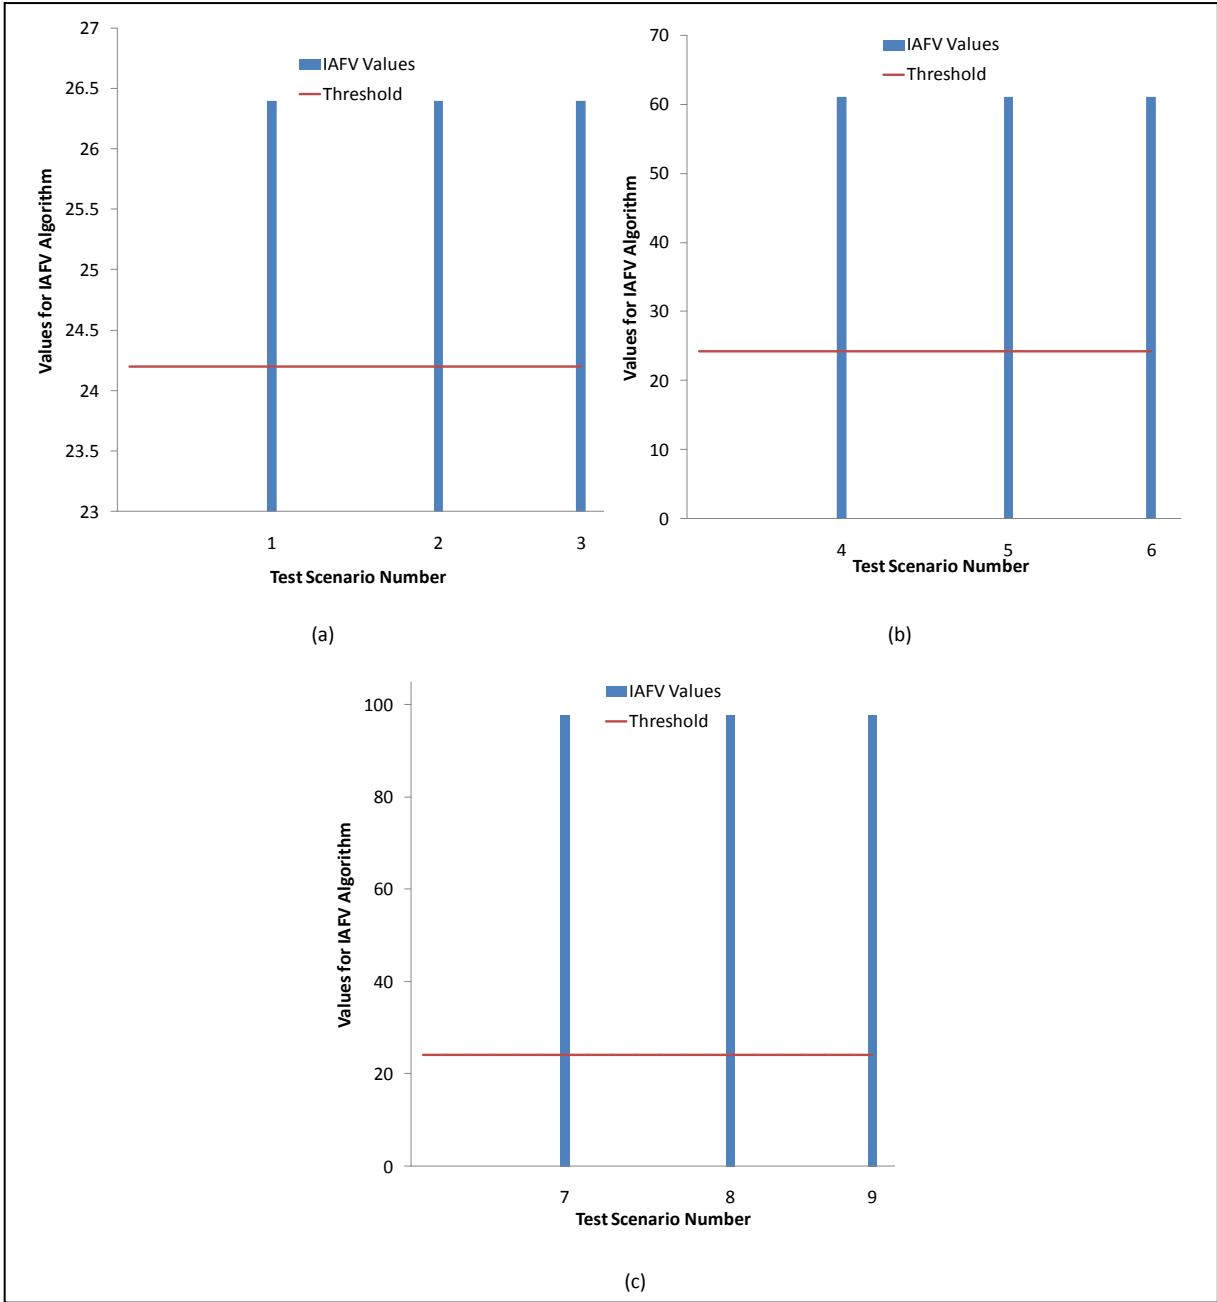 27
26.5
26
25.5
25
24.5
24
23.5
23
Values for IAFV Algorithm
IAFV Values
Threshold
1 2 3
Test Scenario Number
(a)
70
60
50
40
30
20
10
0
Values for IAFV Algorithm
IAFV Values
Threshold
4 5 6
Test Scenario Number
(b)
100
80
60
40
20
0
Values for IAFV Algorithm
IAFV Values
Threshold
7 8 9
Test Scenario Number
(c)